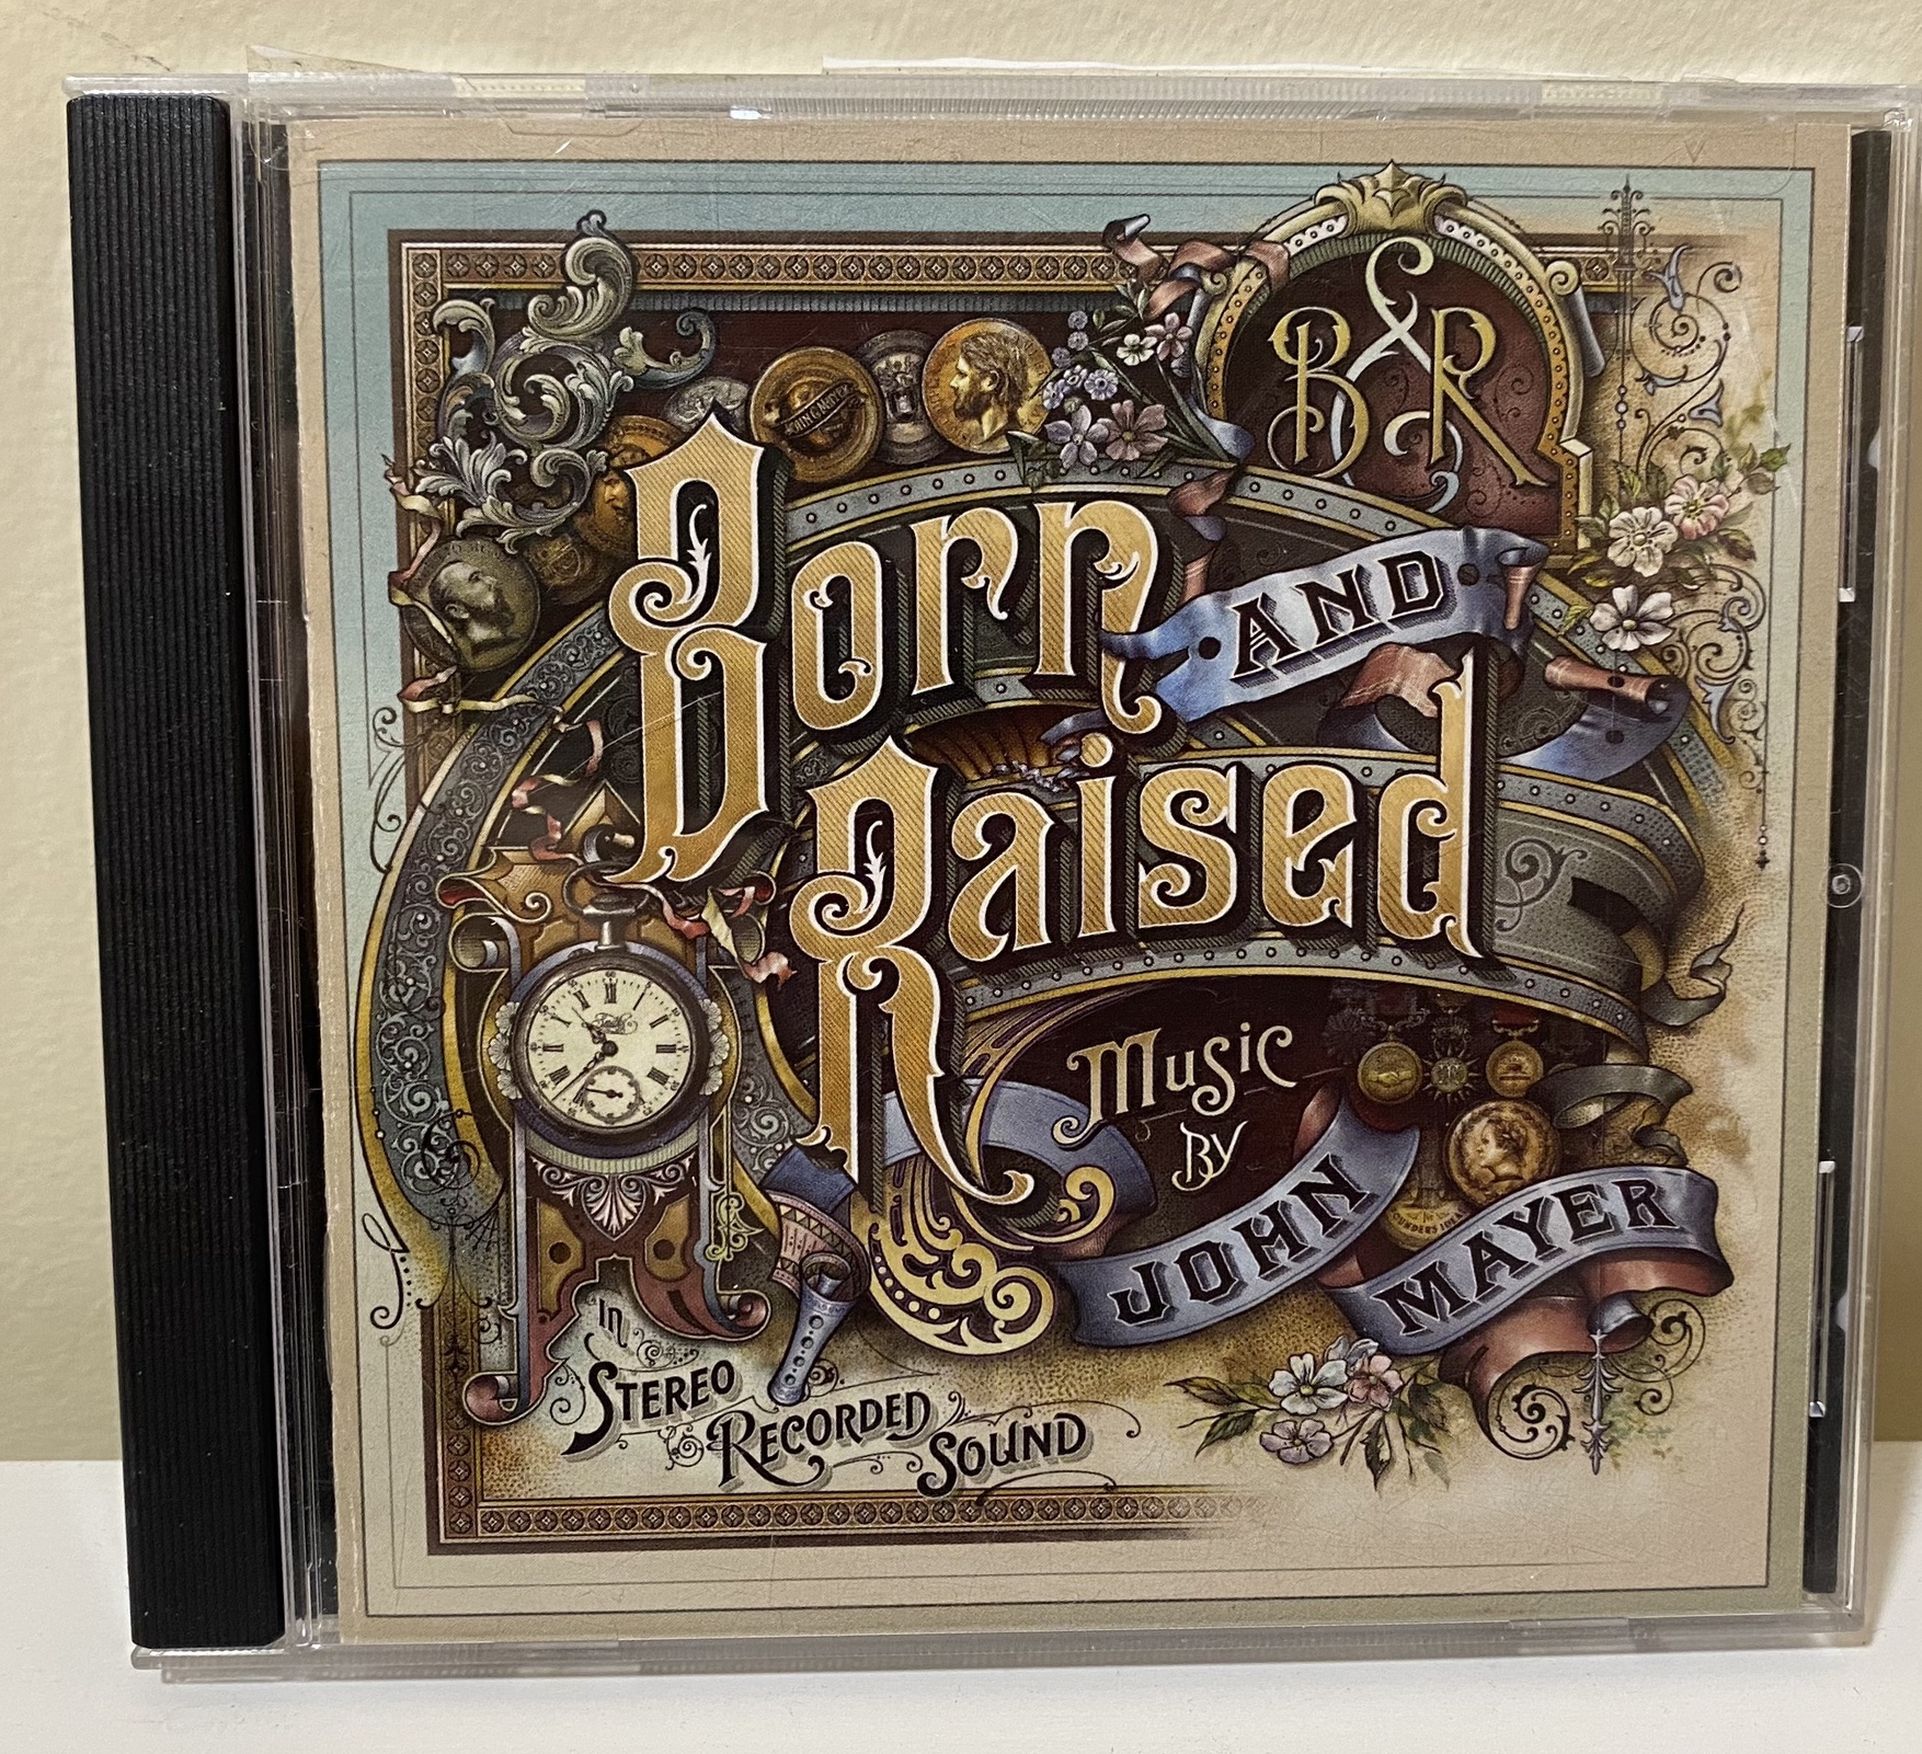 B&R
Born
AND
Raised
Music
BY
JOHN
MAYER
In
STEREO
RECORDED
SOUND